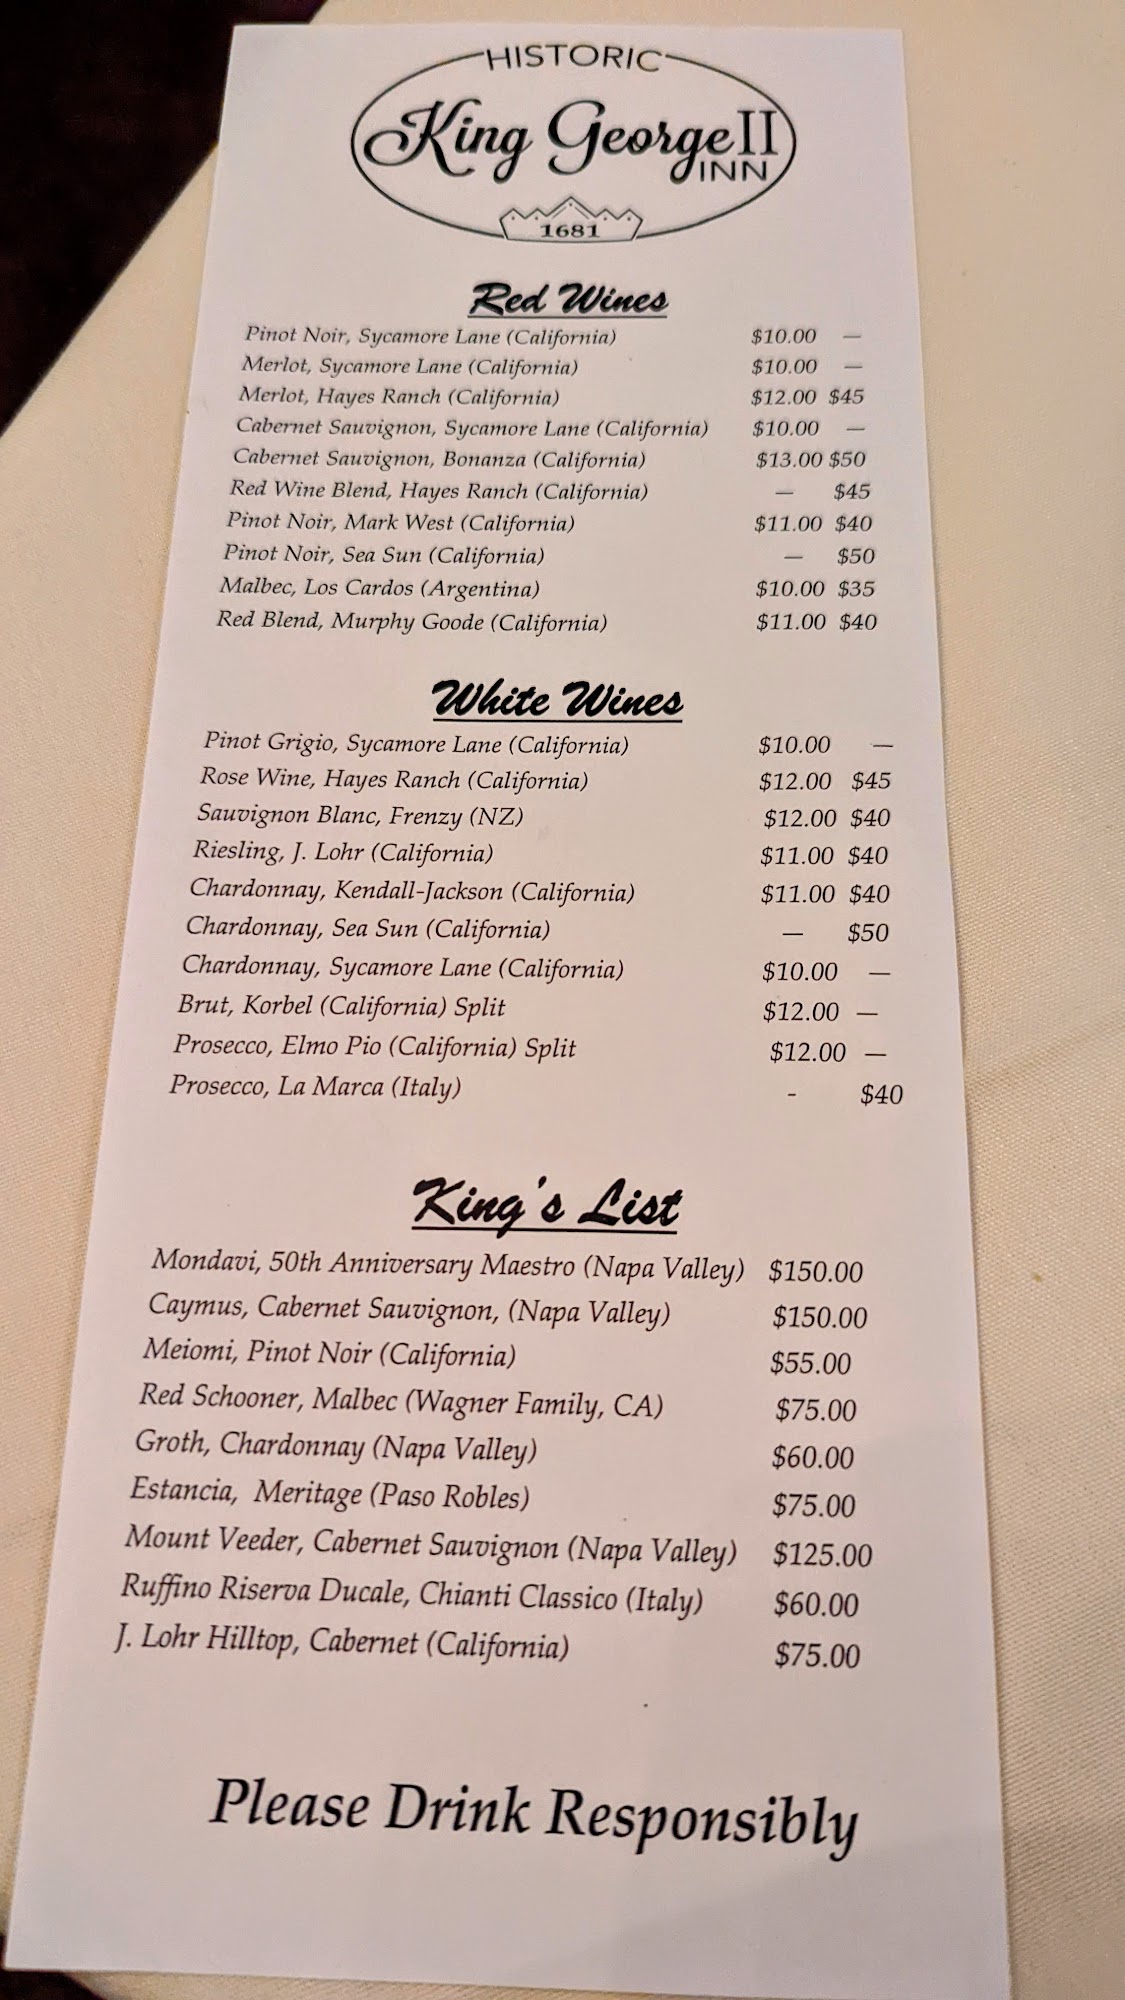 HISTORIC
King George II
INN
1681
Red Wines
Pinot Noir, Sycamore Lane (California) $10.00 —
Merlot, Sycamore Lane (California) $10.00 —
Merlot, Hayes Ranch (California) $12.00 $45
Cabernet Sauvignon, Sycamore Lane (California) $10.00 —
Cabernet Sauvignon, Bonanza (California) $13.00 $50
Red Wine Blend, Hayes Ranch (California) — $45
Pinot Noir, Mark West (California) $11.00 $40
Pinot Noir, Sea Sun (California) — $50
Malbec, Los Cardos (Argentina) $10.00 $35
Red Blend, Murphy Goode (California) $11.00 $40
White Wines
Pinot Grigio, Sycamore Lane (California) $10.00 —
Rose Wine, Hayes Ranch (California) $12.00 $45
Sauvignon Blanc, Frenzy (NZ) $12.00 $40
Riesling, J. Lohr (California) $11.00 $40
Chardonnay, Kendall-Jackson (California) $11.00 $40
Chardonnay, Sea Sun (California) — $50
Chardonnay, Sycamore Lane (California) $10.00 —
Brut, Korbel (California) Split $12.00 —
Prosecco, Elmo Pio (California) Split $12.00 —
Prosecco, La Marca (Italy) - $40
King's List
Mondavi, 50th Anniversary Maestro (Napa Valley) $150.00
Caymus, Cabernet Sauvignon, (Napa Valley) $150.00
Meiomi, Pinot Noir (California) $55.00
Red Schooner, Malbec (Wagner Family, CA) $75.00
Groth, Chardonnay (Napa Valley) $60.00
Estancia, Meritage (Paso Robles) $75.00
Mount Veeder, Cabernet Sauvignon (Napa Valley) $125.00
Ruffino Riserva Ducale, Chianti Classico (Italy) $60.00
J. Lohr Hilltop, Cabernet (California) $75.00
Please Drink Responsibly